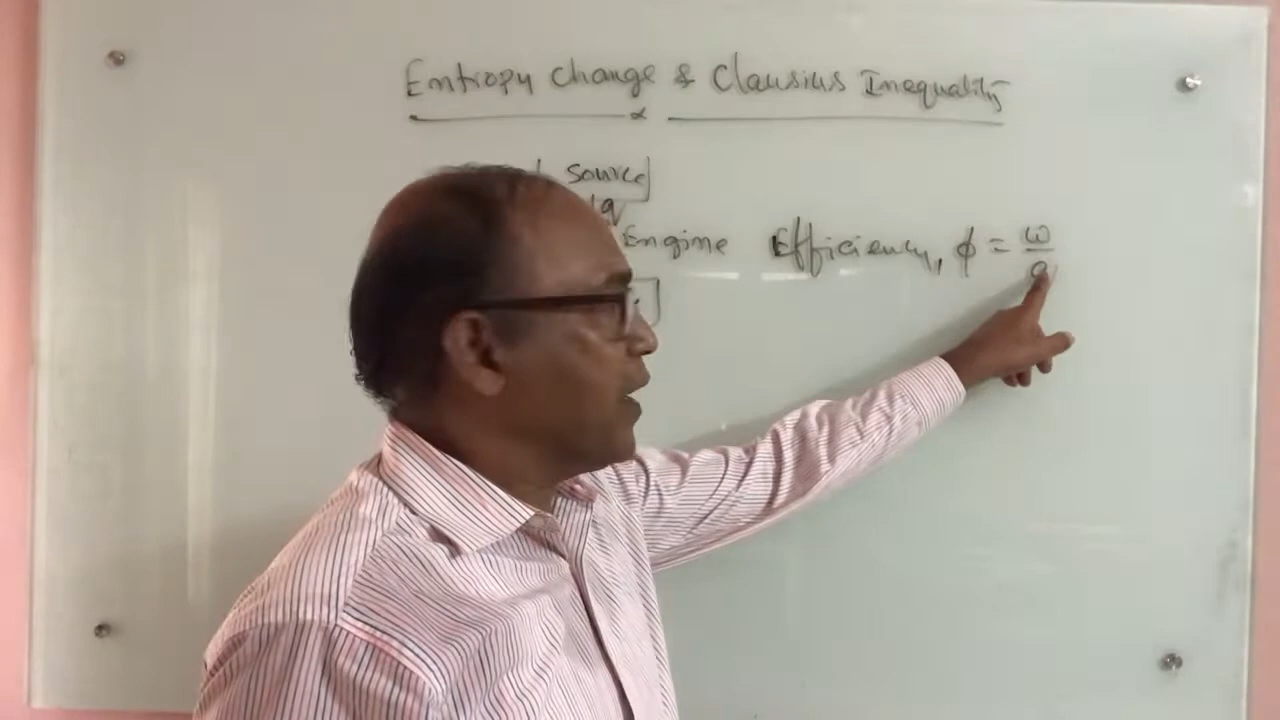 Entropy Change & Clausius Inequality
Source
q
Engine Efficiency, ϕ = w/q